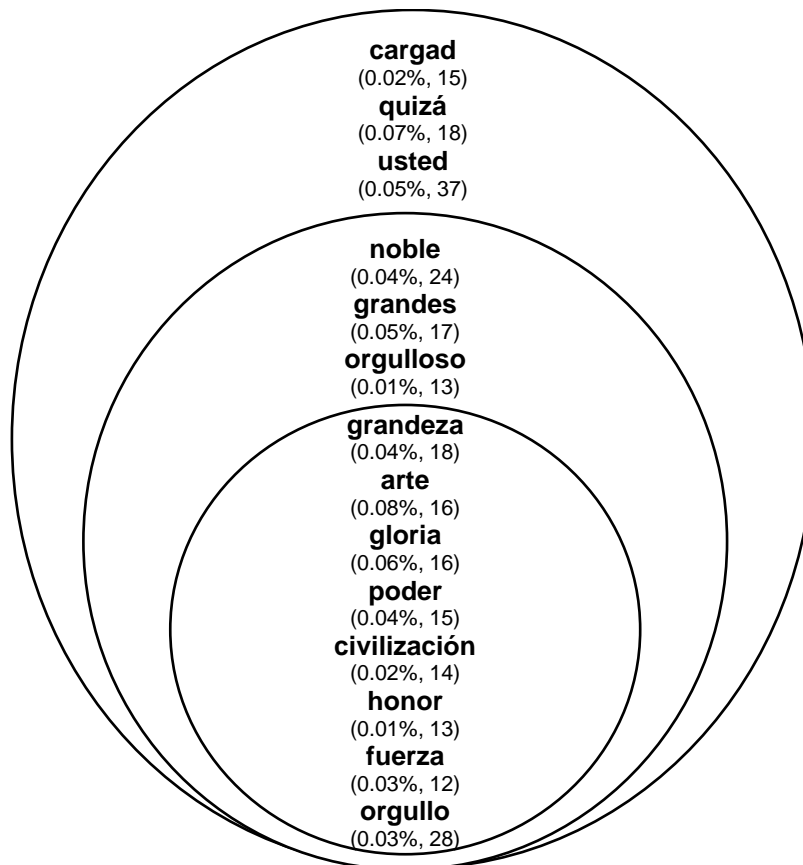 cargad
(0.02%, 15)
quizá
(0.07%, 18)
usted
(0.05%, 37)
noble
(0.04%, 24)
grandes
(0.05%, 17)
orgulloso
(0.01%, 13)
grandeza
(0.04%, 18)
arte
(0.08%, 16)
gloria
(0.06%, 16)
poder
(0.04%, 15)
civilización
(0.02%, 14)
honor
(0.01%, 13)
fuerza
(0.03%, 12)
orgullo
(0.03%, 28)